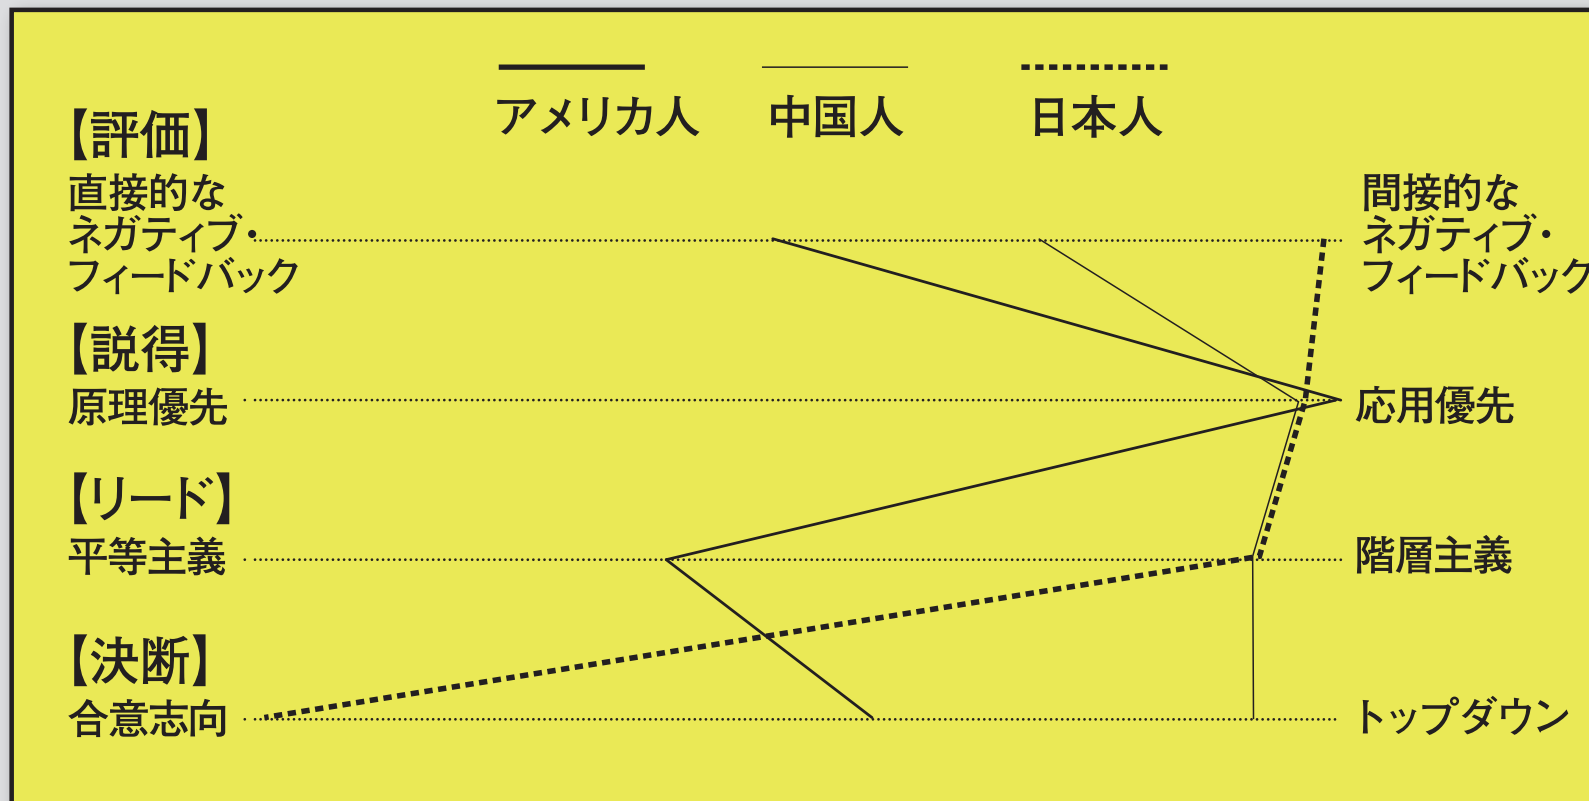 アメリカ人
中国人
日本人
【評価】
直接的な
ネガティブ・
フィードバック
間接的な
ネガティブ・
フィードバック
【説得】
原理優先
応用優先
【リード】
平等主義
階層主義
【決断】
合意志向
トップダウン